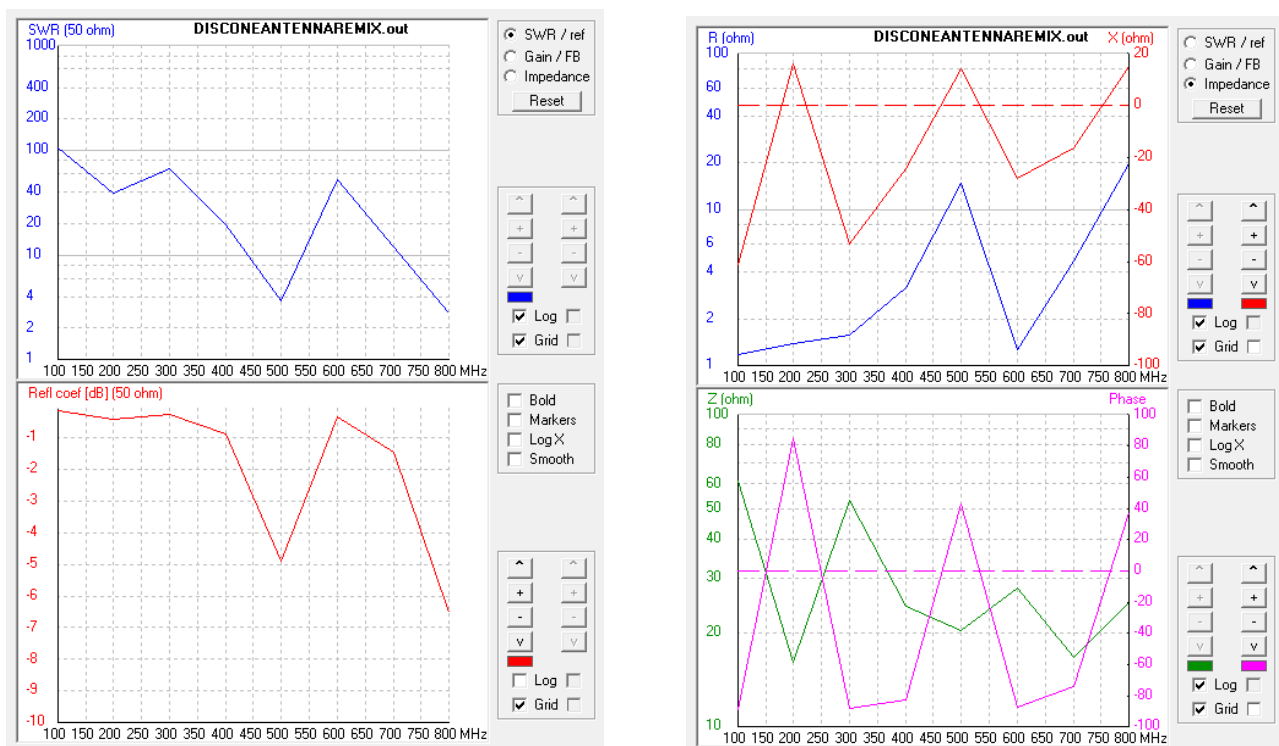 SWR (50 ohm) DISCONEANTENNAREMIX.out
1000
400
200
100
40
20
10
4
2
1
100 150 200 250 300 350 400 450 500 550 600 650 700 750 800 MHz
Refl coef [dB] (50 ohm)
-1
-2
-3
-4
-5
-6
-7
-8
-9
-10
100 150 200 250 300 350 400 450 500 550 600 650 700 750 800 MHz
SWR / ref
Gain / FB
Impedance
Reset
^ ^
+ +
- -
v v
Log
Grid
Bold
Markers
Log X
Smooth
^ ^
+ +
- -
v v
Log
Grid
R (ohm) DISCONEANTENNAREMIX.out X (ohm)
100 20
80
60 0
40
-20
20
-40
10
6 -60
4
-80
2
1 -100
100 150 200 250 300 350 400 450 500 550 600 650 700 750 800 MHz
Z (ohm) Phase
100 100
80 80
60
60 40
50 20
40
30 0
-20
20 -40
-60
-80
10 -100
100 150 200 250 300 350 400 450 500 550 600 650 700 750 800 MHz
SWR / ref
Gain / FB
Impedance
Reset
^ ^
+ +
- -
v v
Log
Grid
Bold
Markers
Log X
Smooth
^ ^
+ +
- -
v v
Log
Grid